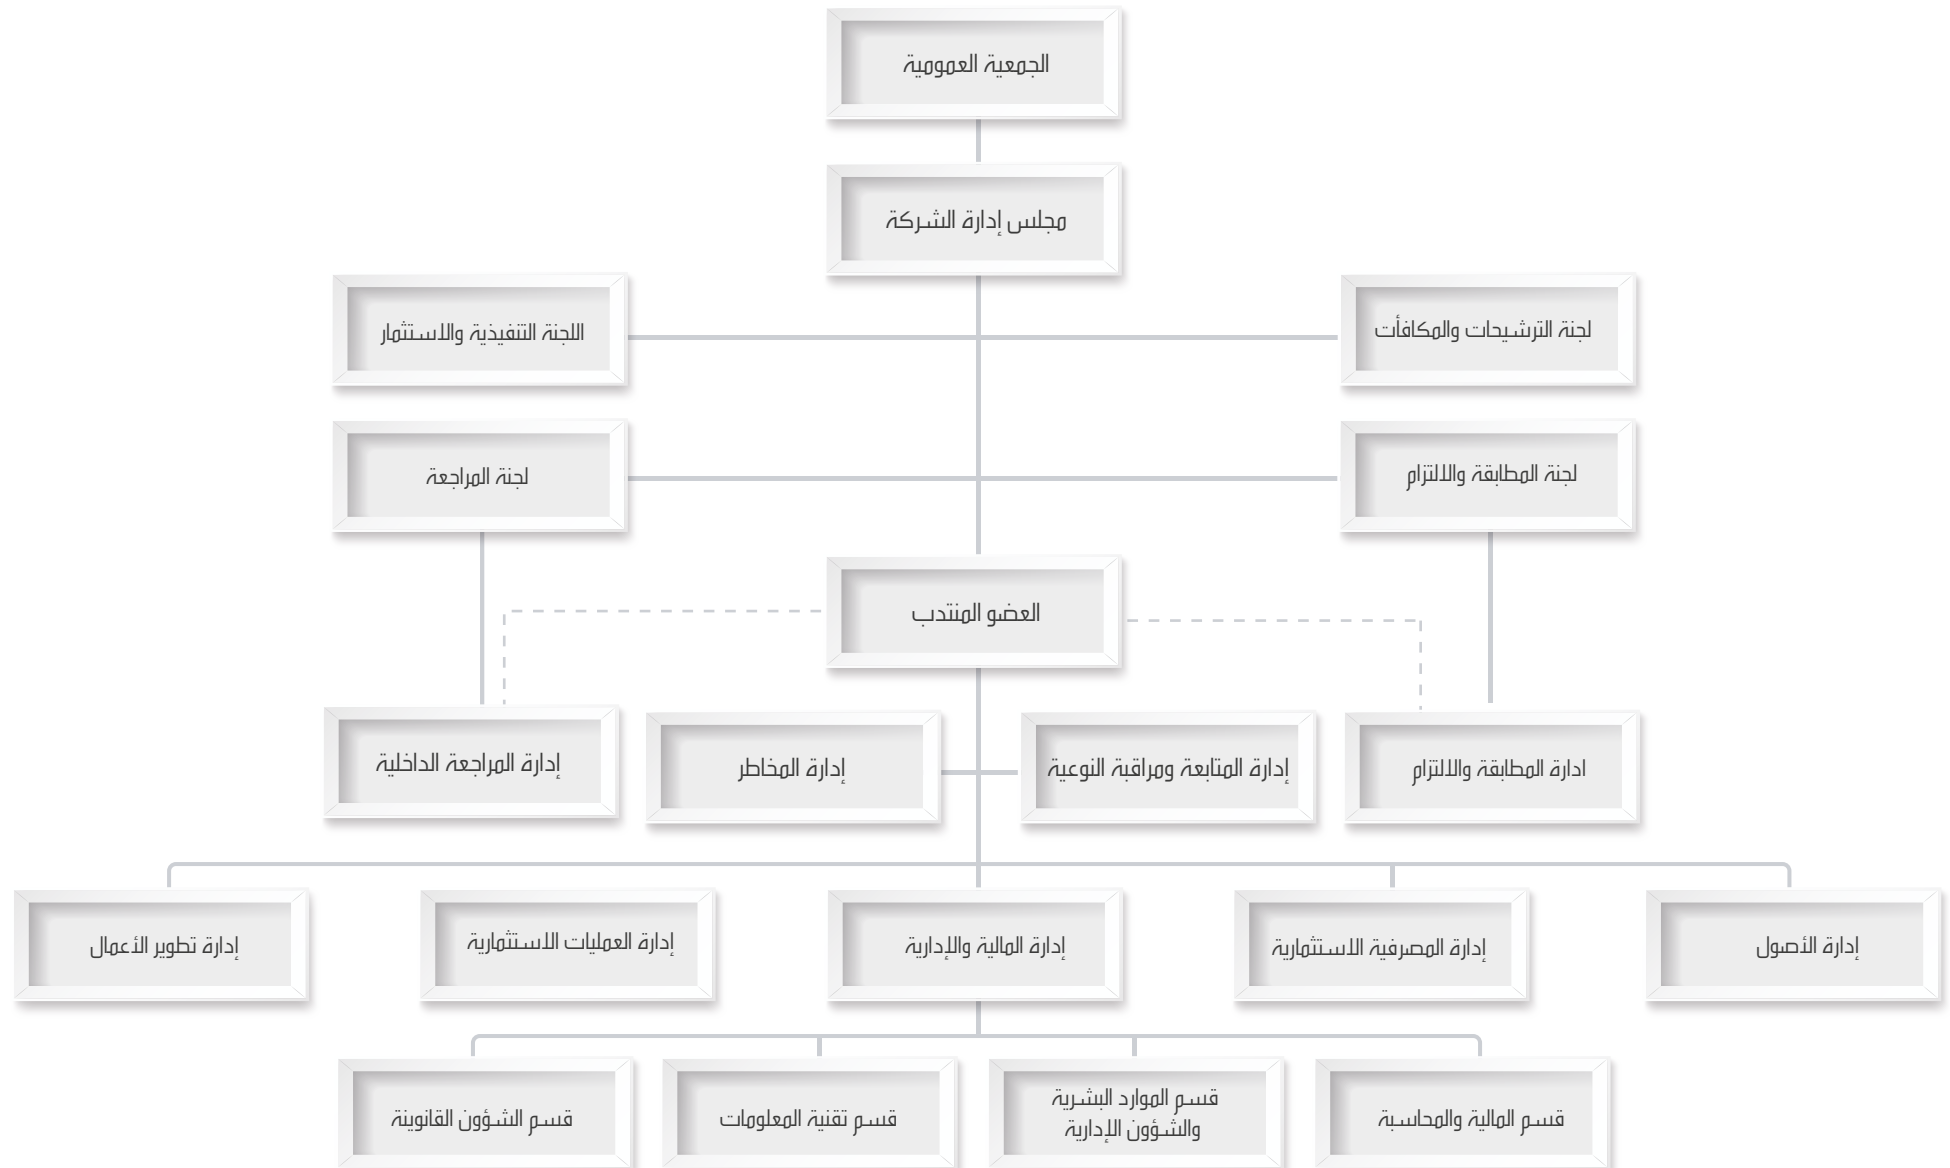 الجمعية العمومية
مجلس إدارة الشركة
لجنة الترشيحات والمكافأت
اللجنة التنفيذية والاستثمار
لجنة المطابقة والالتزام
لجنة المراجعة
العضو المنتدب
ادارة المطابقة والالتزام
إدارة المتابعة ومراقبة النوعية
إدارة المخاطر
إدارة المراجعة الداخلية
إدارة الأصول
إدارة المصرفية الاستثمارية
إدارة المالية والإدارية
إدارة العمليات الاستثمارية
إدارة تطوير الأعمال
قسم المالية والمحاسبة
قسم الموارد البشرية
والشؤون الإدارية
قسم تقنية المعلومات
قسم الشؤون القانوينة